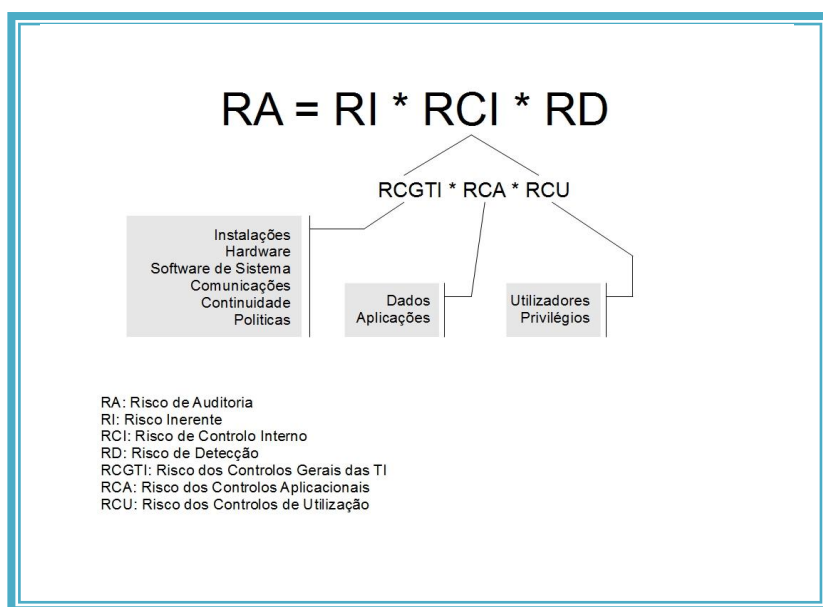 RA = RI * RCI * RD
RCGTI * RCA * RCU
Instalações
Hardware
Software de Sistema
Comunicações
Continuidade
Politicas
Dados
Aplicações
Utilizadores
Privilégios
RA: Risco de Auditoria
RI: Risco Inerente
RCI: Risco de Controlo Interno
RD: Risco de Detecção
RCGTI: Risco dos Controlos Gerais das TI
RCA: Risco dos Controlos Aplicacionais
RCU: Risco dos Controlos de Utilização